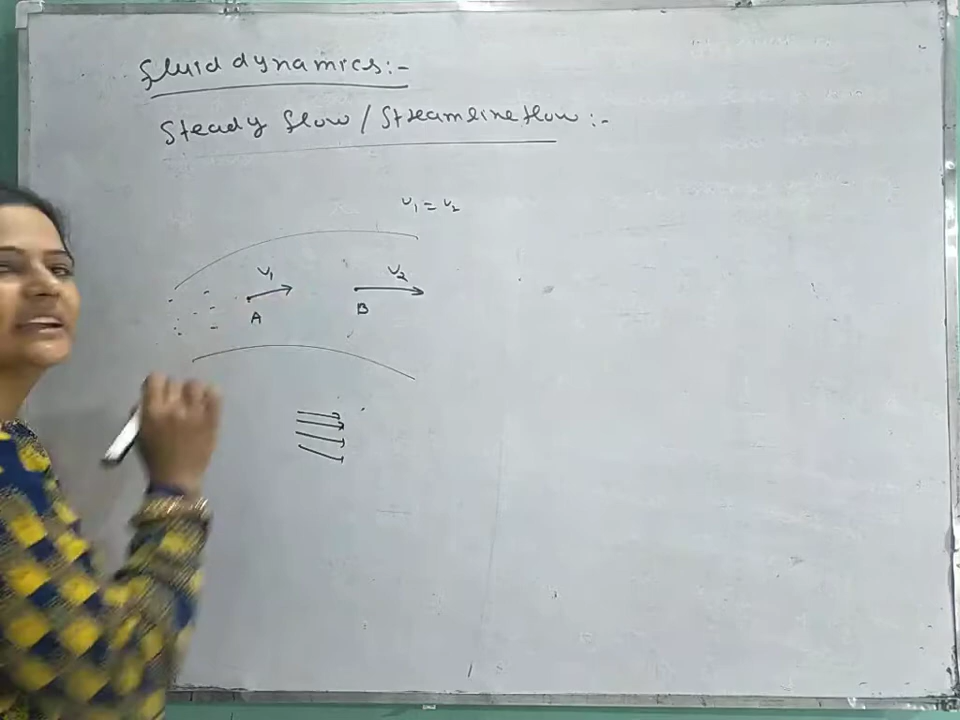 Fluid dynamics:-
Steady flow / Streamline flow :-
v₁ = v₂
v₁ v₂
A B